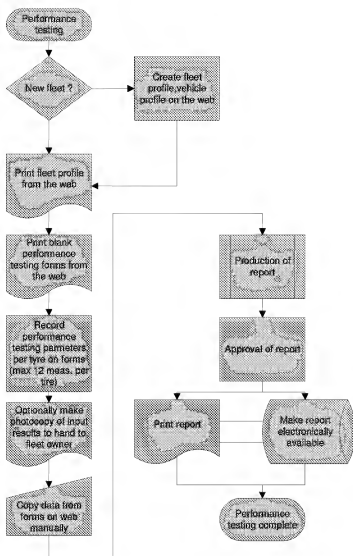 Performance
testing
New fleet ?
Create fleet
profile,vehicle
profile on the web
Print fleet profile
from the web
Print blank
performance
testing forms from
the web
Record
performance
testing parmeters
per tyre on forms
(max 12 meas. per
tire)
Optionally make
photocopy of input
results to hand to
fleet owner
Copy data from
forms on web
manually
Production of
report
Approval of report
Print report
Make report
electronically
available
Performance
testing complete